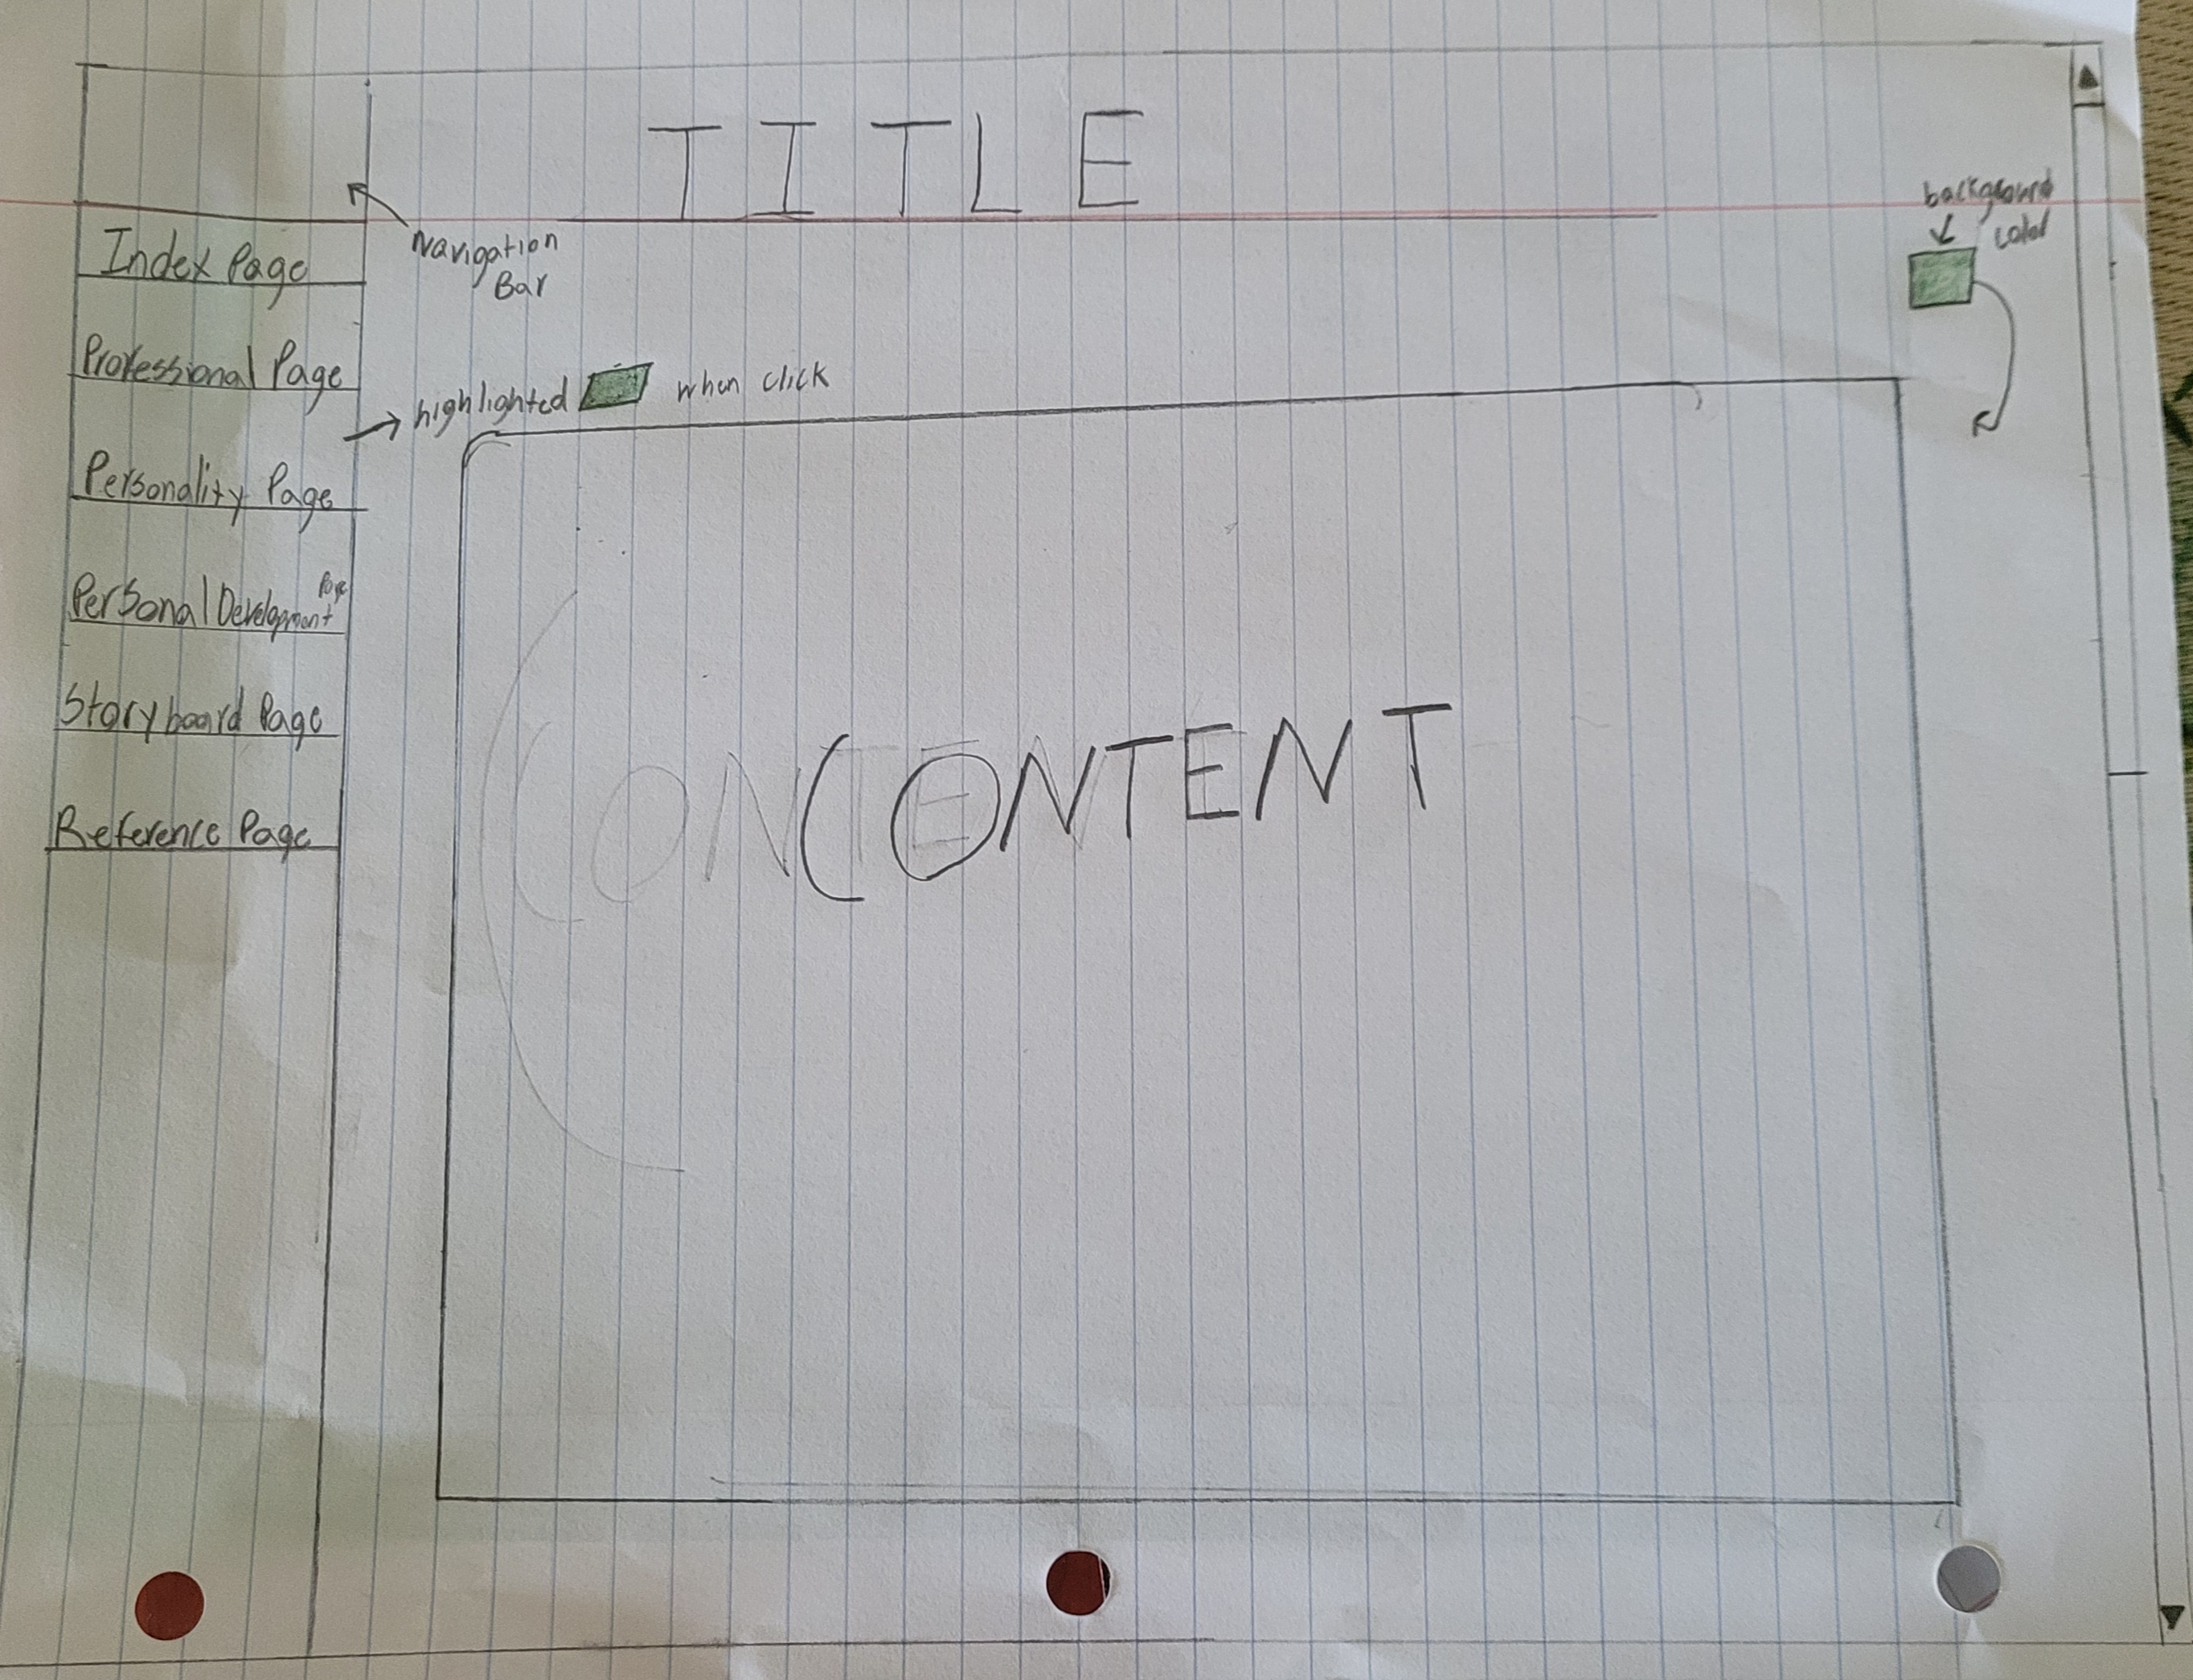 TITLE
background
color
Navigation
Bar
Index Page
Professional Page
highlighted when click
Personality Page
Personal Development Page
Storyboard Page
Reference Page
CONTENT
CONTEN